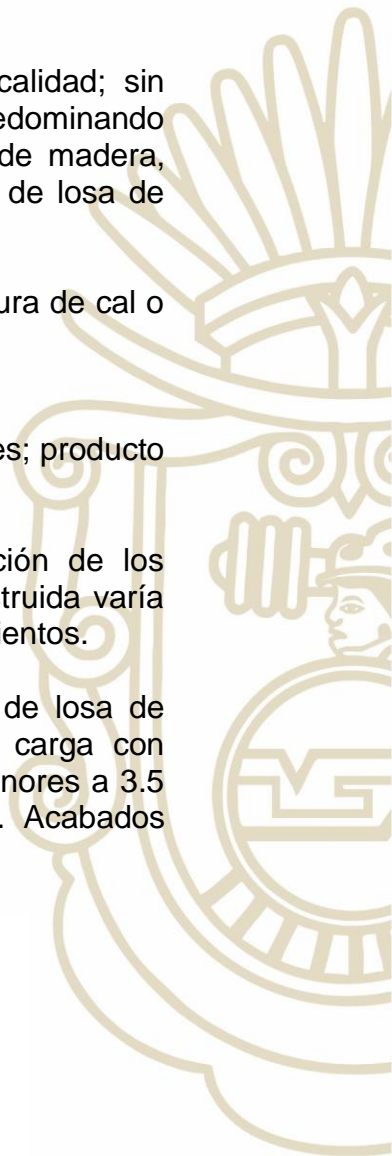 calidad; sin
edominando
de madera,
de losa de
ura de cal o
es; producto
ción de los
truida varía
ientos.
de losa de
carga con
nores a 3.5
. Acabados